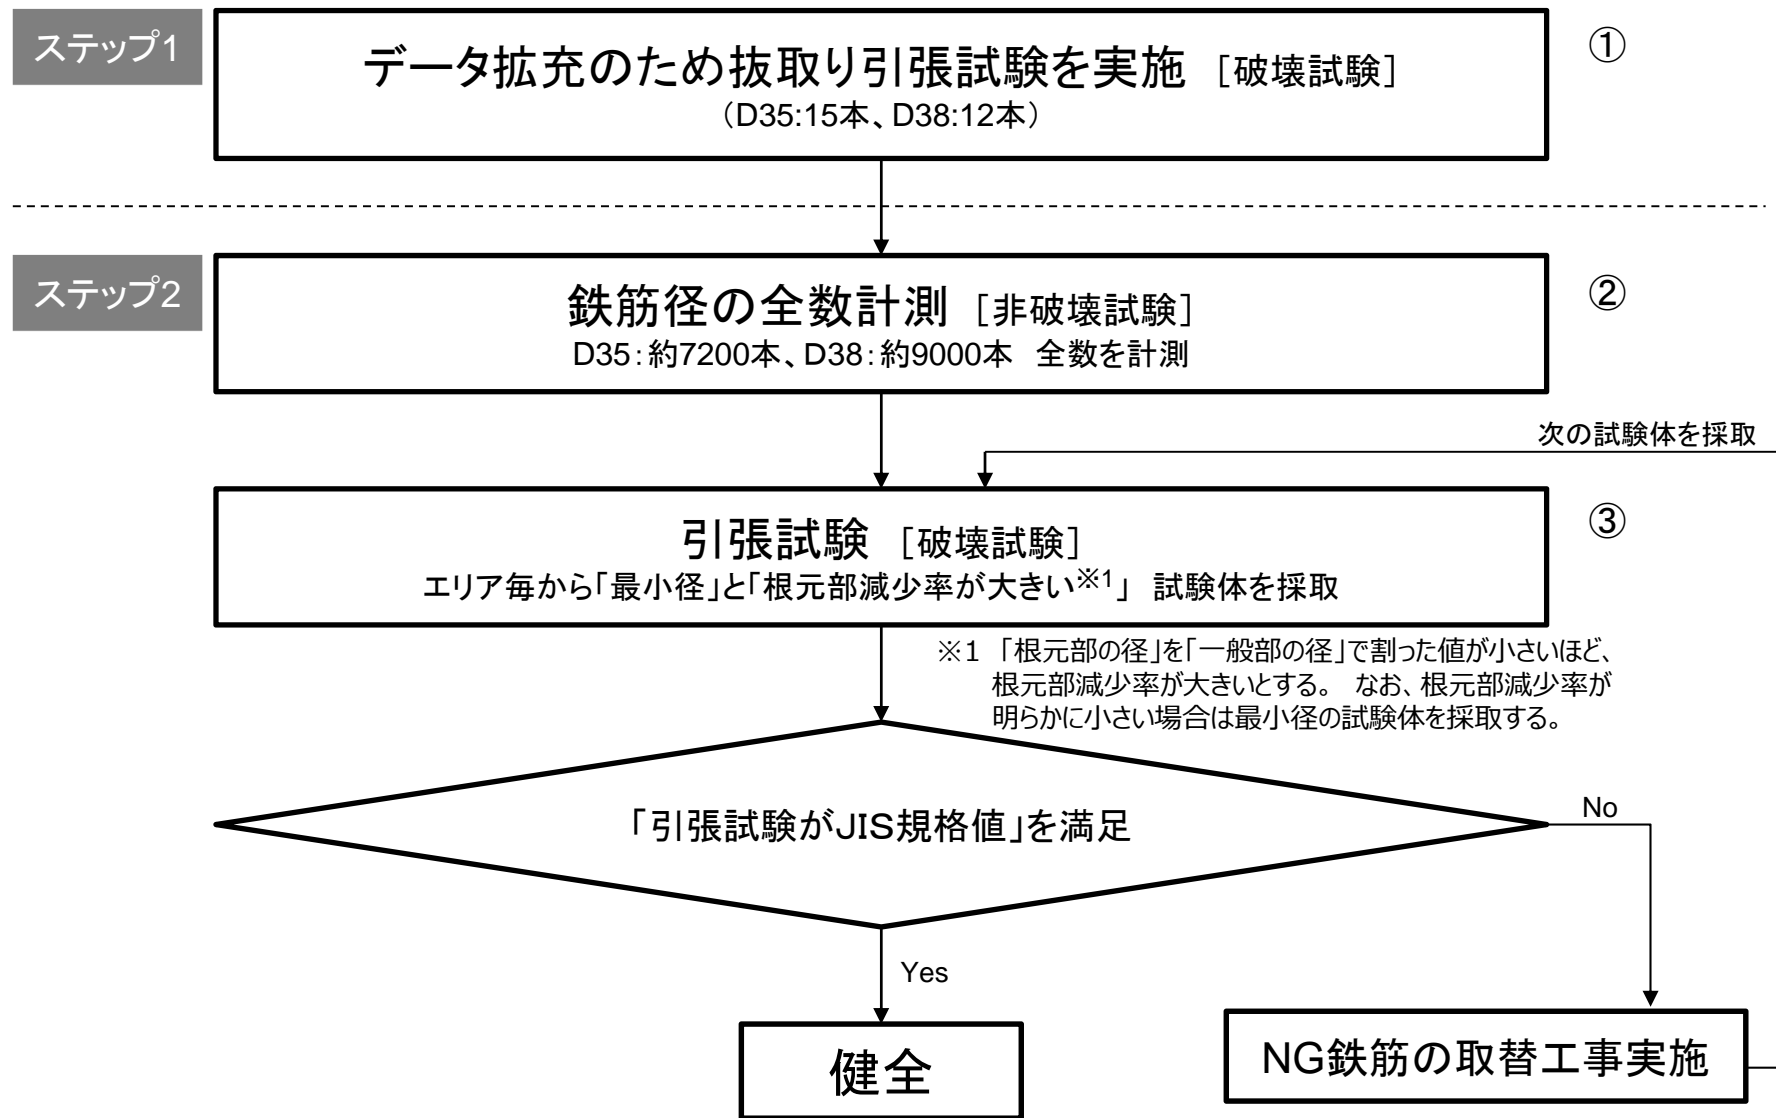 ステップ1
データ拡充のため抜取り引張試験を実施 [破壊試験]
（D35:15本、D38:12本）
①
ステップ2
鉄筋径の全数計測 [非破壊試験]
D35：約7200本、D38：約9000本 全数を計測
②
次の試験体を採取
引張試験 [破壊試験]
エリア毎から「最小径」と「根元部減少率が大きい※1」 試験体を採取
③
※1 「根元部の径」を「一般部の径」で割った値が小さいほど、
根元部減少率が大きいとする。 なお、根元部減少率が
明らかに小さい場合は最小径の試験体を採取する。
「引張試験がJIS規格値」を満足
No
Yes
健全
NG鉄筋の取替工事実施